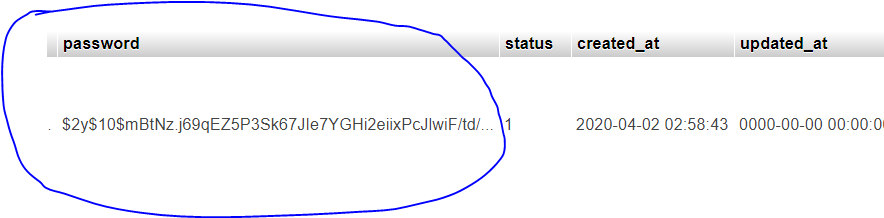 password status created_at updated_at
. $2y$10$mBtNz.j69qEZ5P3Sk67Jle7YGHi2eiixPcJlwiF/td/... 1 2020-04-02 02:58:43 0000-00-00 00:00:00